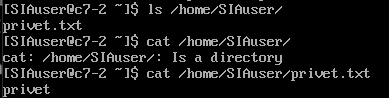 [SIAuser@c7-2 ~]$ ls /home/SIAuser/
privet.txt
[SIAuser@c7-2 ~]$ cat /home/SIAuser/
cat: /home/SIAuser/: Is a directory
[SIAuser@c7-2 ~]$ cat /home/SIAuser/privet.txt
privet